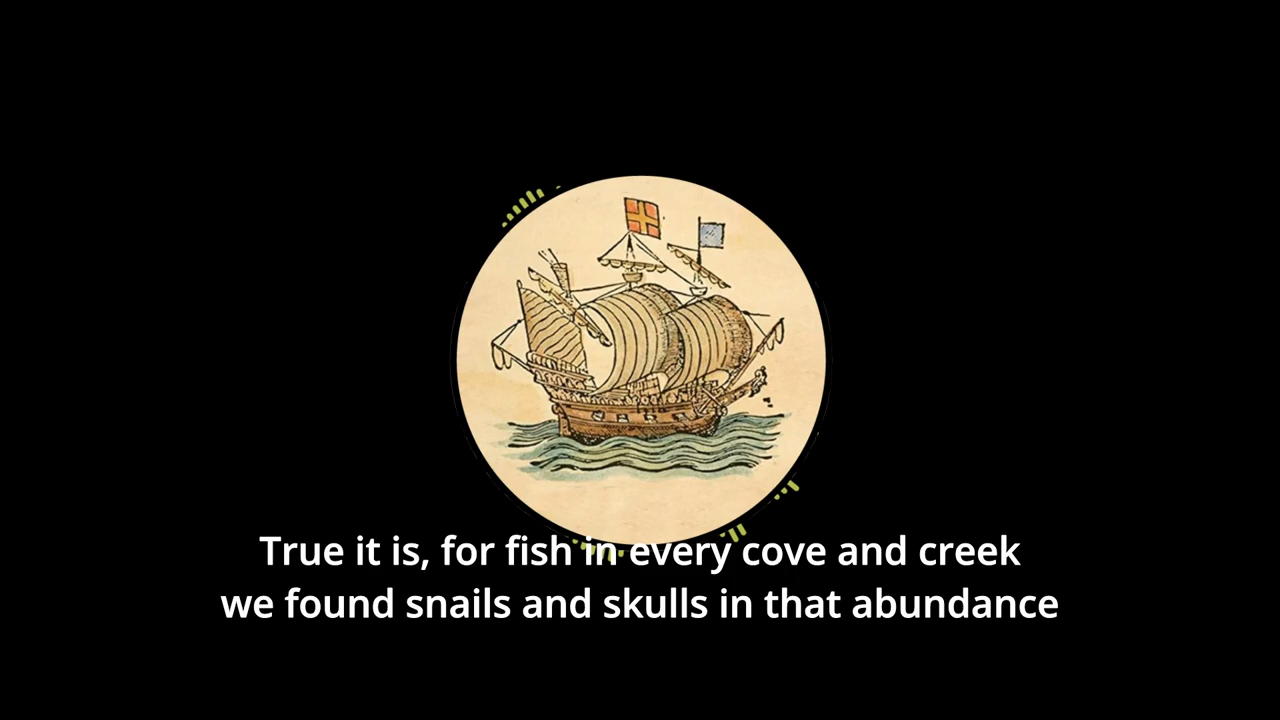 True it is, for fish in every cove and creek
we found snails and skulls in that abundance